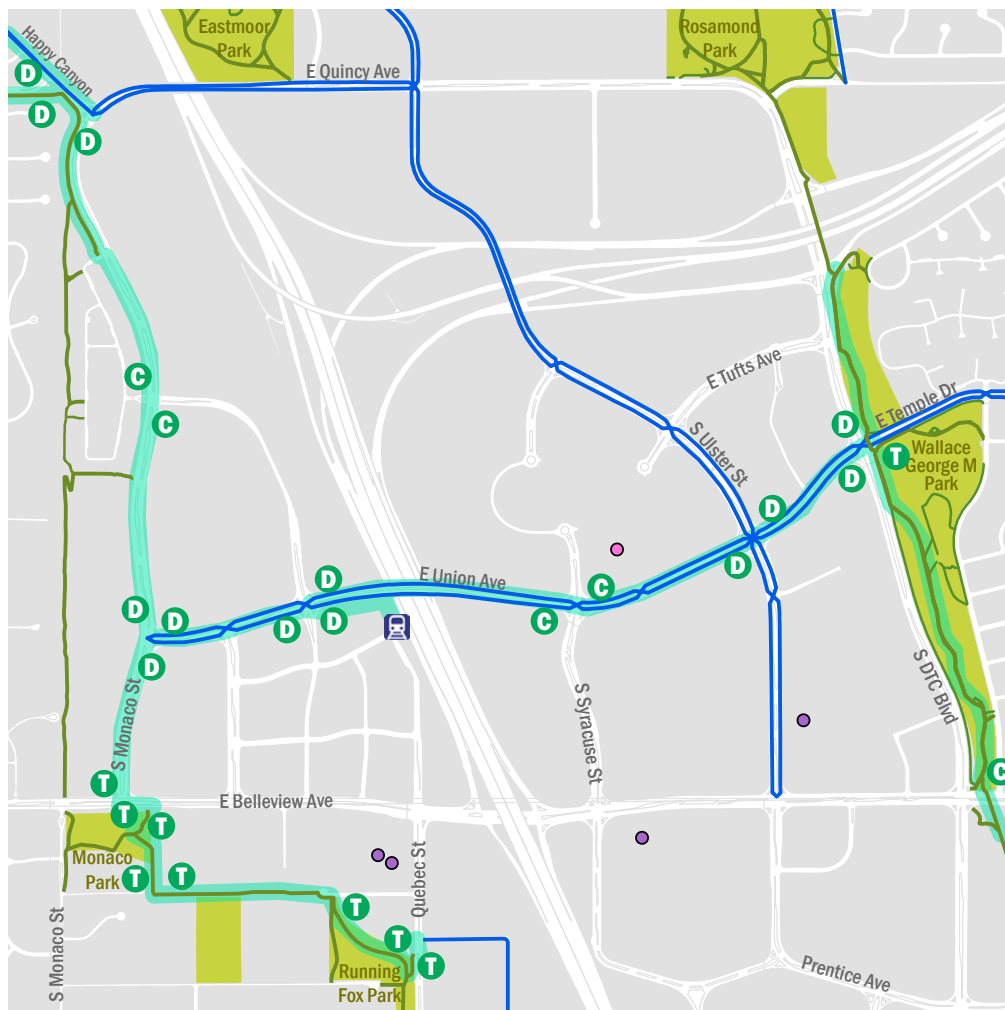 Eastmoor
Park
Rosamond
Park
Happy Canyon
E Quincy Ave
D
D
D
E Tufts Ave
C
C
E Temple Dr
D
S Ulster St
T
Wallace
George M
Park
D
D
D
E Union Ave
D
D
D
D
D
C
C
D
S Monaco St
S Syracuse St
S DTC Blvd
C
T
E Belleview Ave
T
T
Monaco
Park
T
T
Quebec St
T
T
T
S Monaco St
Running
Fox Park
Prentice Ave